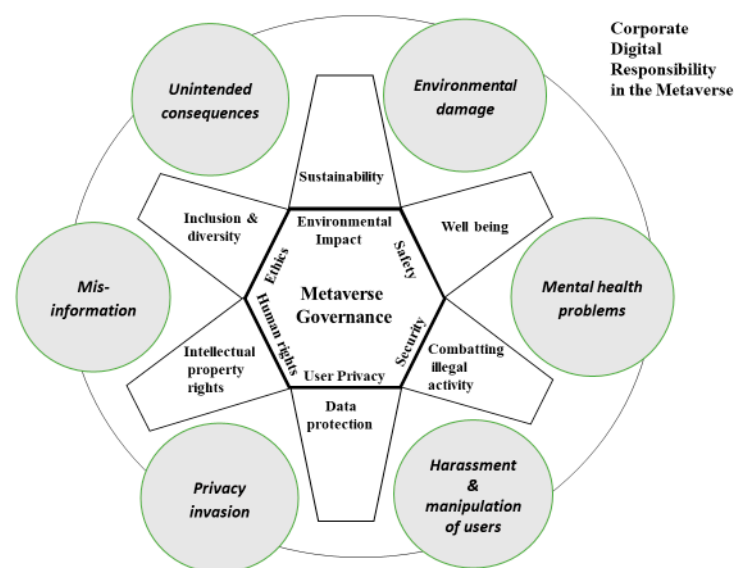 Corporate
Digital
Responsibility
in the Metaverse
Unintended
consequences
Environmental
damage
Sustainability
Inclusion &
diversity
Environmental
Impact
Well being
Ethics
Safety
Mis-
information
Metaverse
Governance
Mental health
problems
Human rights
Security
Intellectual
property
rights
User Privacy
Combatting
illegal
activity
Data
protection
Privacy
invasion
Harassment
&
manipulation
of users